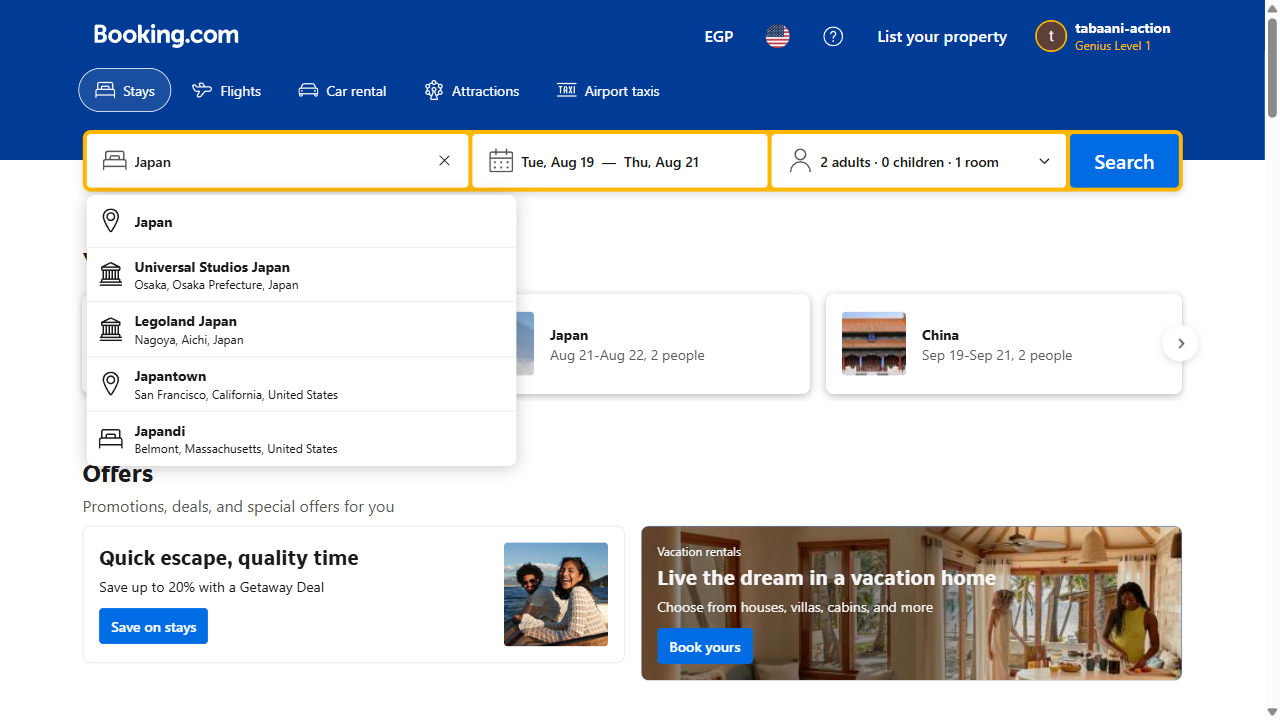 Booking.com
EGP
List your property
t
tabaani-action
Genius Level 1
Stays
Flights
Car rental
TAXI
Attractions
Airport taxis
Japan
Tue, Aug 19 — Thu, Aug 21
2 adults · 0 children · 1 room
Search
Japan
Universal Studios Japan
Osaka, Osaka Prefecture, Japan
Legoland Japan
Nagoya, Aichi, Japan
Japantown
San Francisco, California, United States
Japandi
Belmont, Massachusetts, United States
Japan
Aug 21-Aug 22, 2 people
China
Sep 19-Sep 21, 2 people
Offers
Promotions, deals, and special offers for you
Quick escape, quality time
Save up to 20% with a Getaway Deal
Save on stays
Vacation rentals
Live the dream in a vacation home
Choose from houses, villas, cabins, and more
Book yours